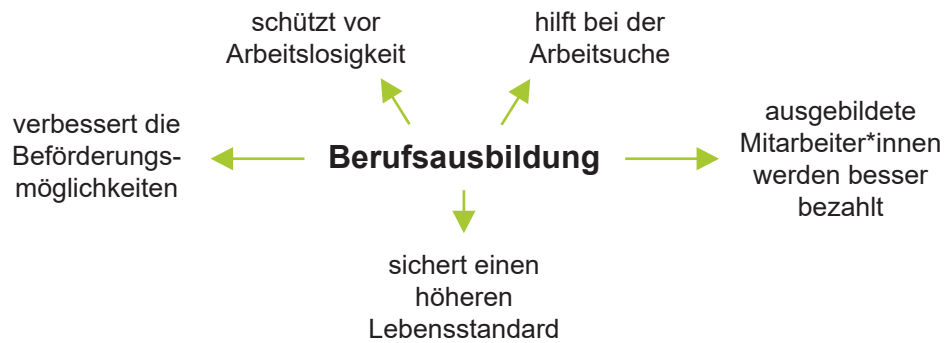 schützt vor
Arbeitslosigkeit
hilft bei der
Arbeitsuche
verbessert die
Beförderungs-
möglichkeiten
Berufsausbildung
ausgebildete
Mitarbeiter*innen
werden besser
bezahlt
sichert einen
höheren
Lebensstandard